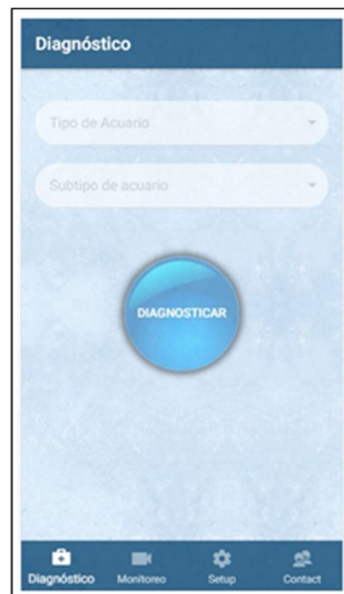 Diagnóstico
Tipo de Acuario
Subtipo de acuario
DIAGNOSTICAR
Diagnóstico Monitoreo Setup Contact